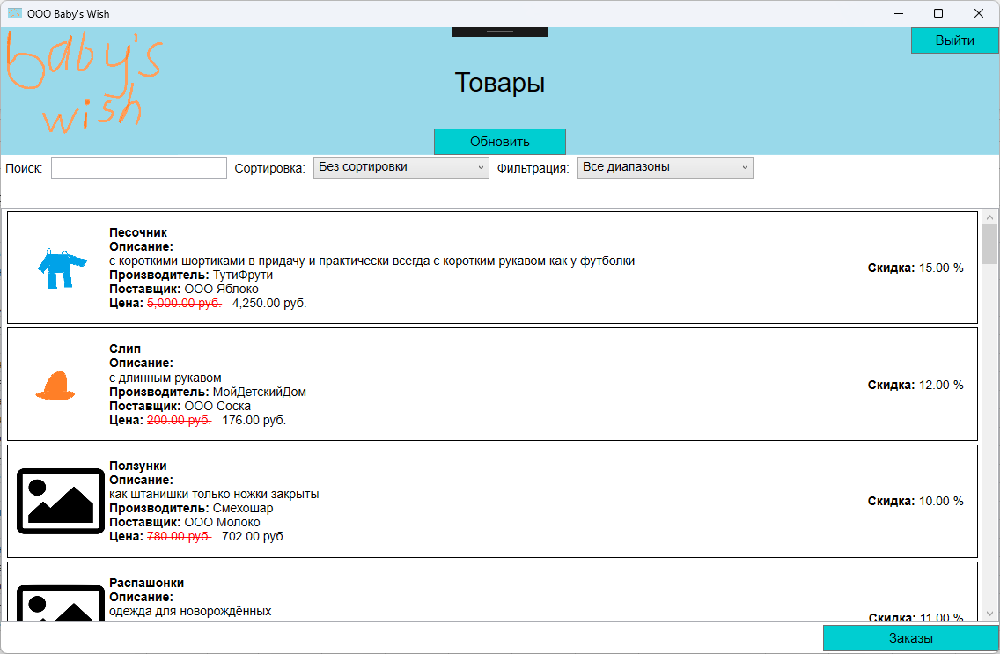 OOO Baby's Wish
baby's
wish
Выйти
Товары
Обновить
Поиск: Сортировка: Без сортировки Фильтрация: Все диапазоны
Песочник
Описание:
с короткими шортиками в придачу и практически всегда с коротким рукавом как у футболки
Производитель: ТутиФрути
Поставщик: ООО Яблоко
Цена: 5,000.00 руб. 4,250.00 руб.
Скидка: 15.00 %
Слип
Описание:
с длинным рукавом
Производитель: МойДетскийДом
Поставщик: ООО Соска
Цена: 200.00 руб. 176.00 руб.
Скидка: 12.00 %
Ползунки
Описание:
как штанишки только ножки закрыты
Производитель: Смехошар
Поставщик: ООО Молоко
Цена: 780.00 руб. 702.00 руб.
Скидка: 10.00 %
Распашонки
Описание:
одежда для новорождённых
Скидка: 11.00 %
Заказы